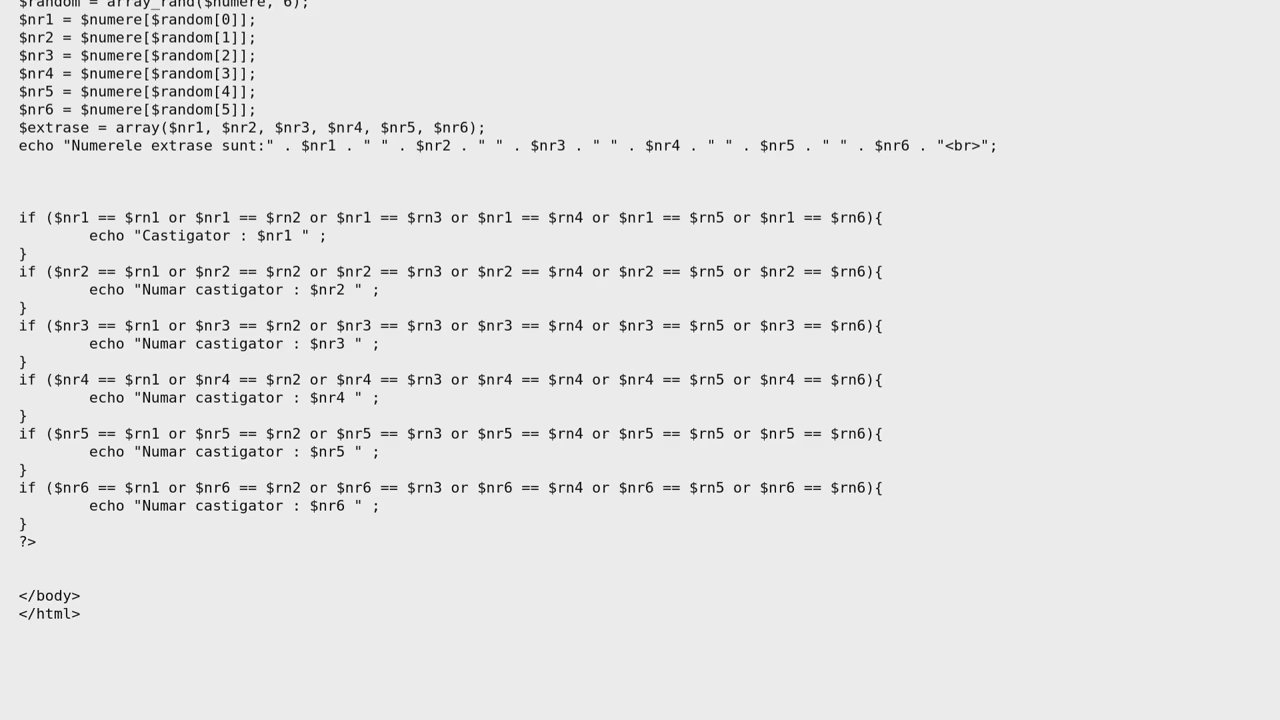 $random = array_rand($numere, 6);
$nr1 = $numere[$random[0]];
$nr2 = $numere[$random[1]];
$nr3 = $numere[$random[2]];
$nr4 = $numere[$random[3]];
$nr5 = $numere[$random[4]];
$nr6 = $numere[$random[5]];
$extrase = array($nr1, $nr2, $nr3, $nr4, $nr5, $nr6);
echo "Numerele extrase sunt:" . $nr1 . " " . $nr2 . " " . $nr3 . " " . $nr4 . " " . $nr5 . " " . $nr6 . "<br>";
if ($nr1 == $rn1 or $nr1 == $rn2 or $nr1 == $rn3 or $nr1 == $rn4 or $nr1 == $rn5 or $nr1 == $rn6){
echo "Castigator : $nr1 " ;
}
if ($nr2 == $rn1 or $nr2 == $rn2 or $nr2 == $rn3 or $nr2 == $rn4 or $nr2 == $rn5 or $nr2 == $rn6){
echo "Numar castigator : $nr2 " ;
}
if ($nr3 == $rn1 or $nr3 == $rn2 or $nr3 == $rn3 or $nr3 == $rn4 or $nr3 == $rn5 or $nr3 == $rn6){
echo "Numar castigator : $nr3 " ;
}
if ($nr4 == $rn1 or $nr4 == $rn2 or $nr4 == $rn3 or $nr4 == $rn4 or $nr4 == $rn5 or $nr4 == $rn6){
echo "Numar castigator : $nr4 " ;
}
if ($nr5 == $rn1 or $nr5 == $rn2 or $nr5 == $rn3 or $nr5 == $rn4 or $nr5 == $rn5 or $nr5 == $rn6){
echo "Numar castigator : $nr5 " ;
}
if ($nr6 == $rn1 or $nr6 == $rn2 or $nr6 == $rn3 or $nr6 == $rn4 or $nr6 == $rn5 or $nr6 == $rn6){
echo "Numar castigator : $nr6 " ;
}
?>
</body>
</html>